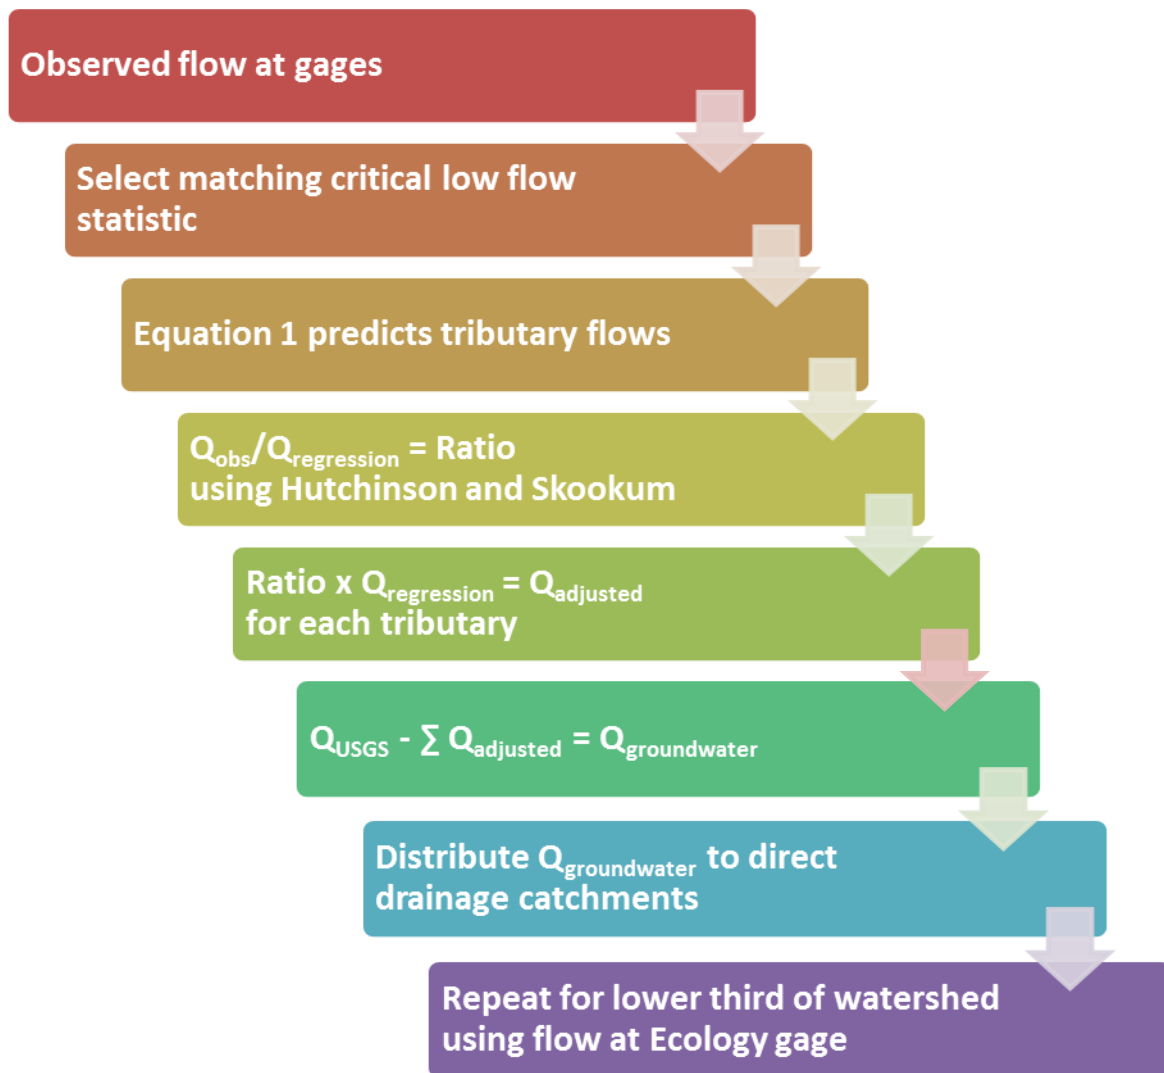 Observed flow at gages
Select matching critical low flow
statistic
Equation 1 predicts tributary flows
Qobs/Qregression = Ratio
using Hutchinson and Skookum
Ratio x Qregression = Qadjusted
for each tributary
QUSGS - ∑ Qadjusted = Qgroundwater
Distribute Qgroundwater to direct
drainage catchments
Repeat for lower third of watershed
using flow at Ecology gage